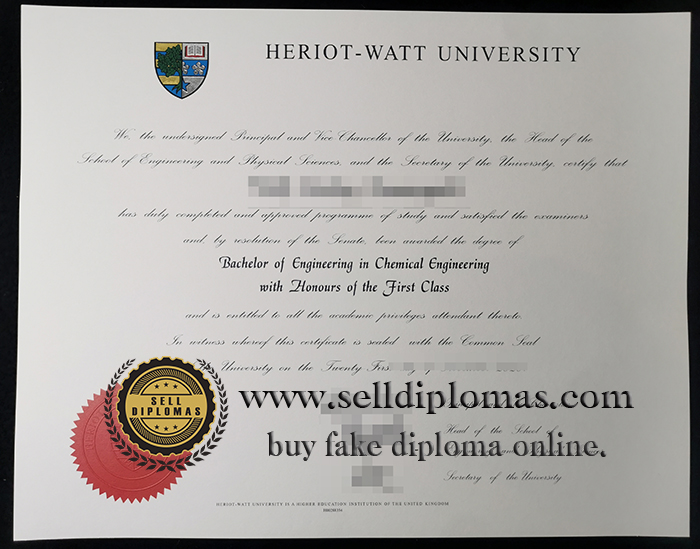 HERIOT-WATT UNIVERSITY
We, the undersigned Principal and Vice-Chancellor of the University, the Head of the
School of Engineering and Physical Sciences, and the Secretary of the University, certify that
has duly completed and approved programme of study and satisfied the examiners
and, by resolution of the Senate, been awarded the degree of
Bachelor of Engineering in Chemical Engineering
with Honours of the First Class
and is entitled to all the academic privileges attendant thereto.
In witness whereof this certificate is sealed with the Common Seal
University on the Twenty
SELL
DIPLOMAS
www.selldiplomas.com
Head of the School of
buy fake diploma online.
Secretary of the University
HERIOT-WATT UNIVERSITY IS A HIGHER EDUCATION INSTITUTION OF THE UNITED KINGDOM